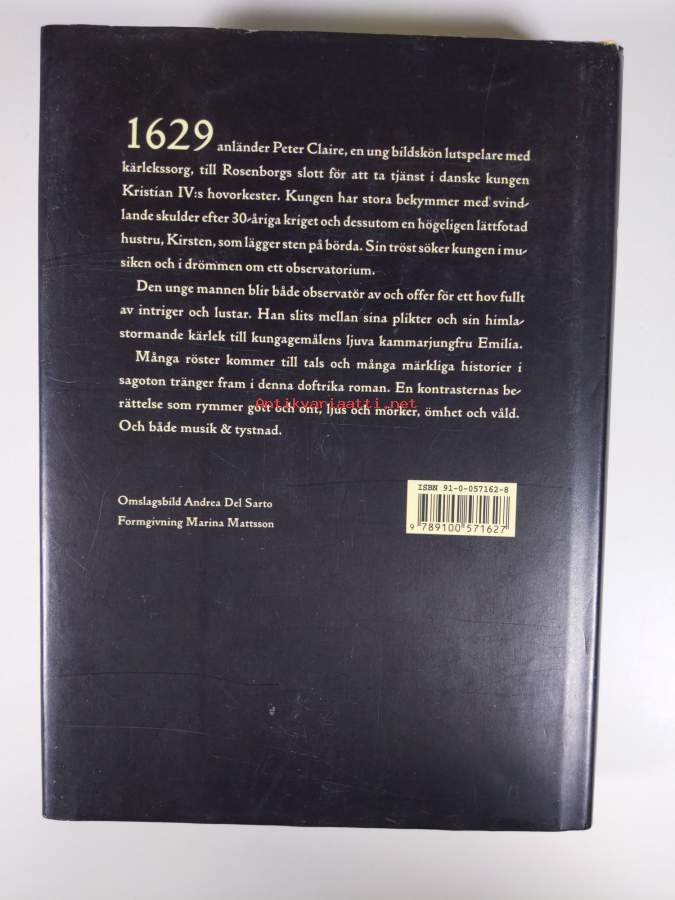 1629 anländer Peter Claire, en ung bildskön lutspelare med
kärlekssorg, till Rosenborgs slott för att ta tjänst i danske kungen
Kristian IV:s hovorkester. Kungen har stora bekymmer med svind-
lande skulder efter 30-åriga kriget och dessutom en högeligen lättfotad
hustru, Kirsten, som lägger sten på börda. Sin tröst söker kungen i mu-
siken och i drömmen om ett observatorium.
Den unge mannen blir både observatör av och offer för ett hov fullt
av intriger och lustar. Han slits mellan sina plikter och sin himla-
stormande kärlek till kungagemålens ljuva kammarjungfru Emilia.
Många röster kommer till tals och många märkliga historier i
sagoton tränger fram i denna doftrika roman. En kontrasternas be-
rättelse som rymmer gott och ont, ljus och mörker, ömhet och våld.
Och både musik & tystnad.
Antikvariaatti.net
Omslagsbild Andrea Del Sarto
Formgivning Marina Mattsson
ISBN 91-0-057162-8
9 789100 571627